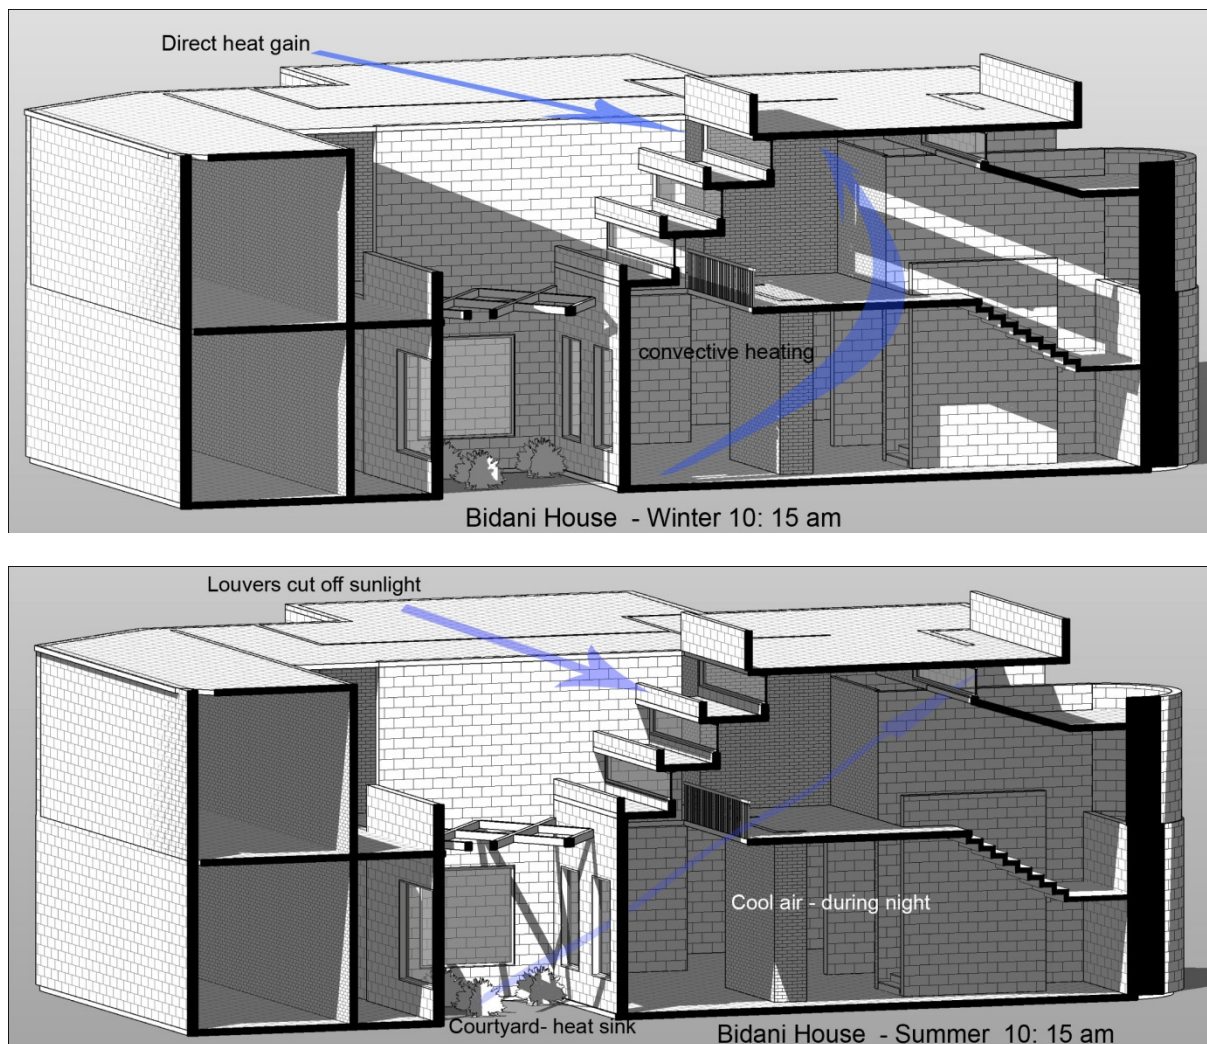 Direct heat gain
convective heating
Bidani House - Winter 10: 15 am
Louvers cut off sunlight
Cool air - during night
Courtyard- heat sink
Bidani House - Summer 10: 15 am